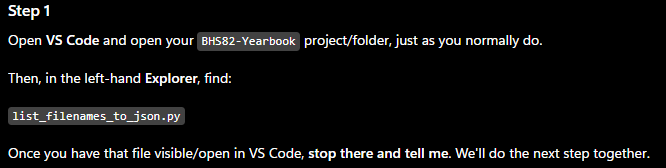 Step 1
Open VS Code and open your BHS82-Yearbook project/folder, just as you normally do.
Then, in the left-hand Explorer, find:
list_filenames_to_json.py
Once you have that file visible/open in VS Code, stop there and tell me. We'll do the next step together.